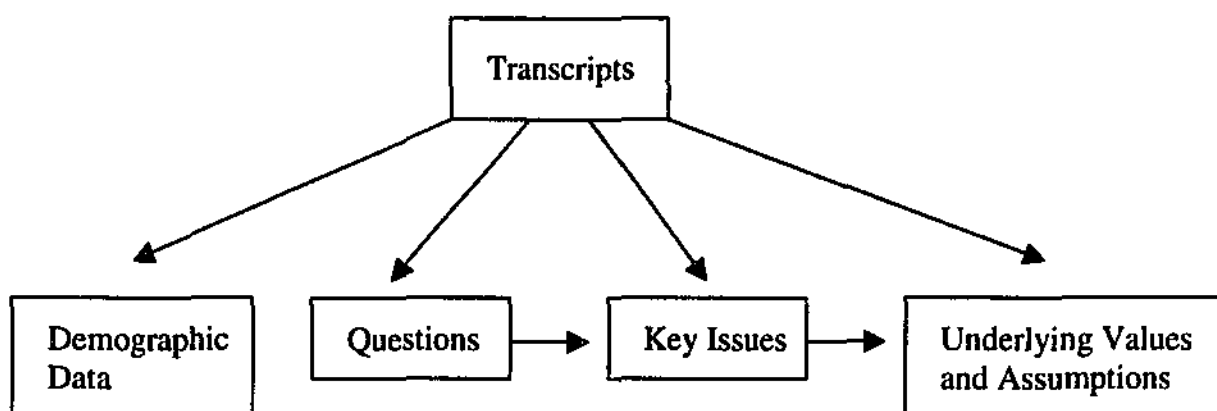 Transcripts
Demographic
Data
Questions
Key Issues
Underlying Values
and Assumptions